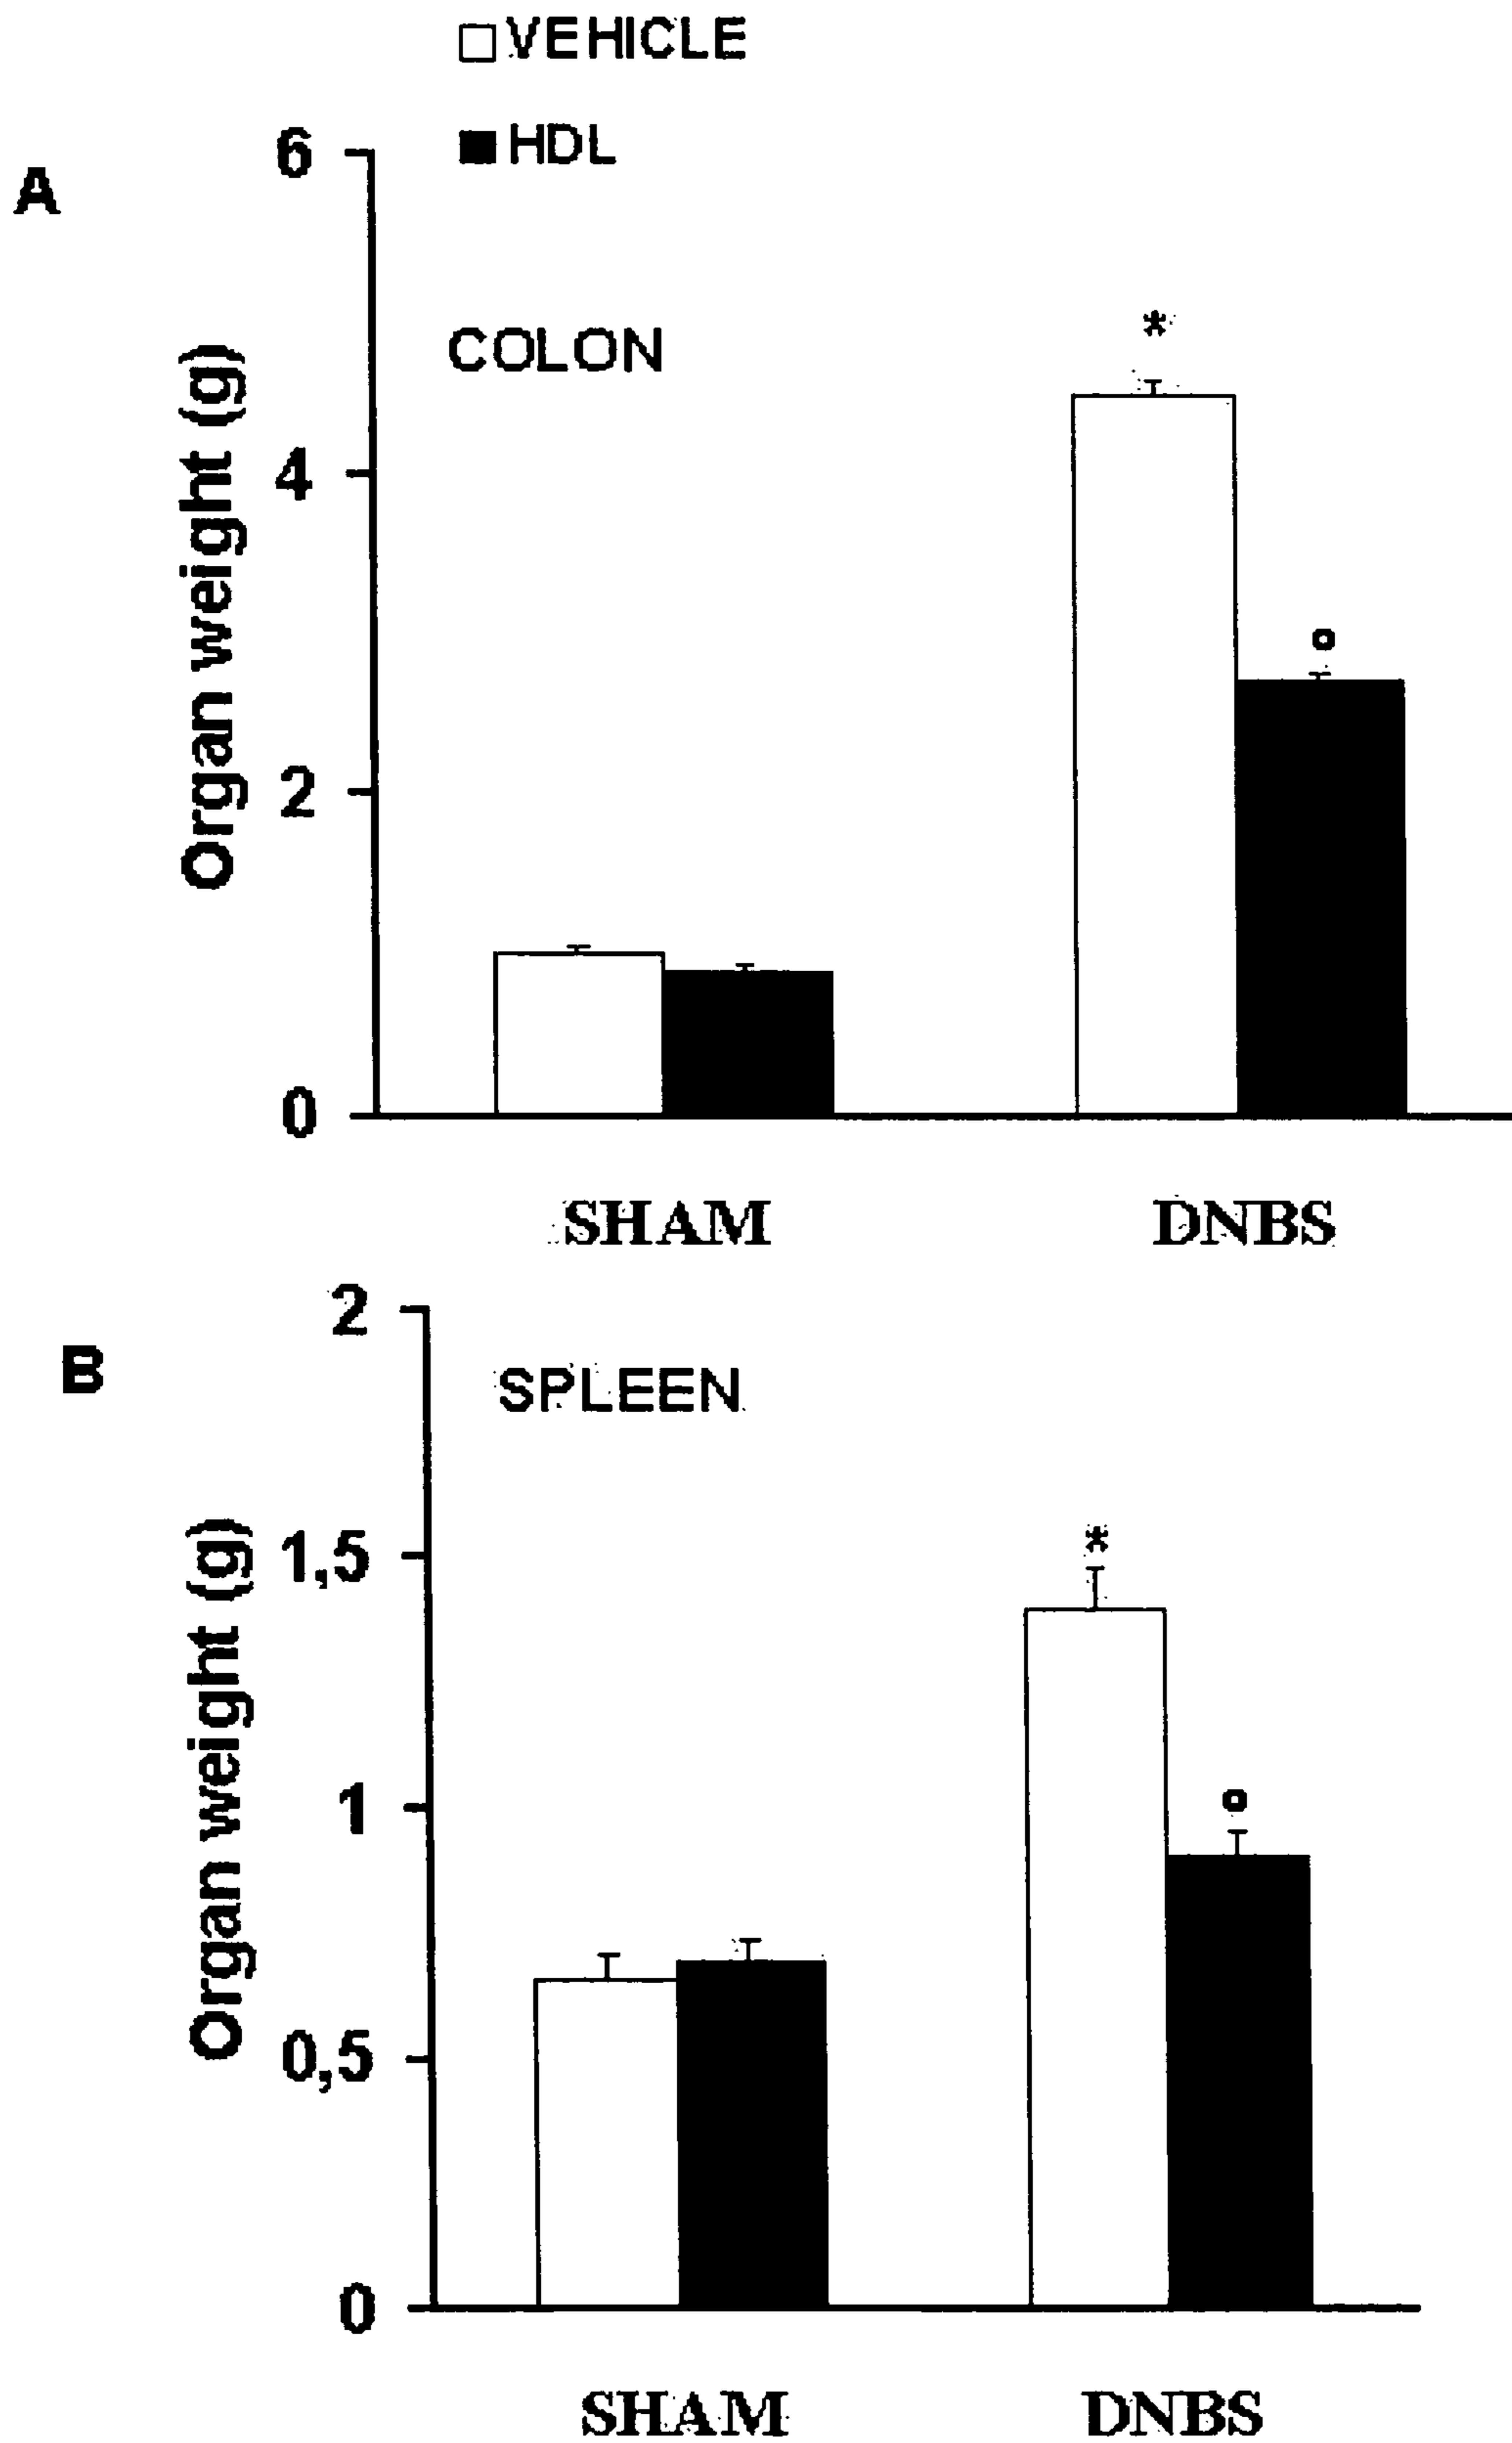 VEHICLE
HDL
A
6
COLON
*
4
Organ weight (g)
°
2
0
SHAM DNBS
B
2
SPLEEN
*
1,5
Organ weight (g)
1
°
0,5
0
SHAM DNBS